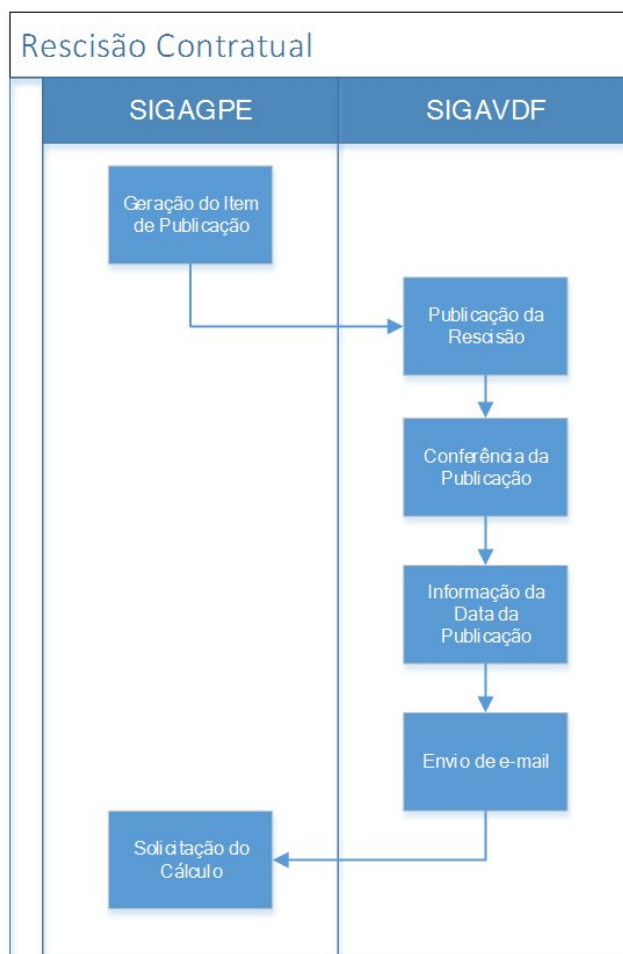 Rescisão Contratual
SIGAGPE
SIGAVDF
Geração do Item
de Publicação
Publicação da
Rescisão
Conferência da
Publicação
Informação da
Data da
Publicação
Envio de e-mail
Solicitação do
Cálculo